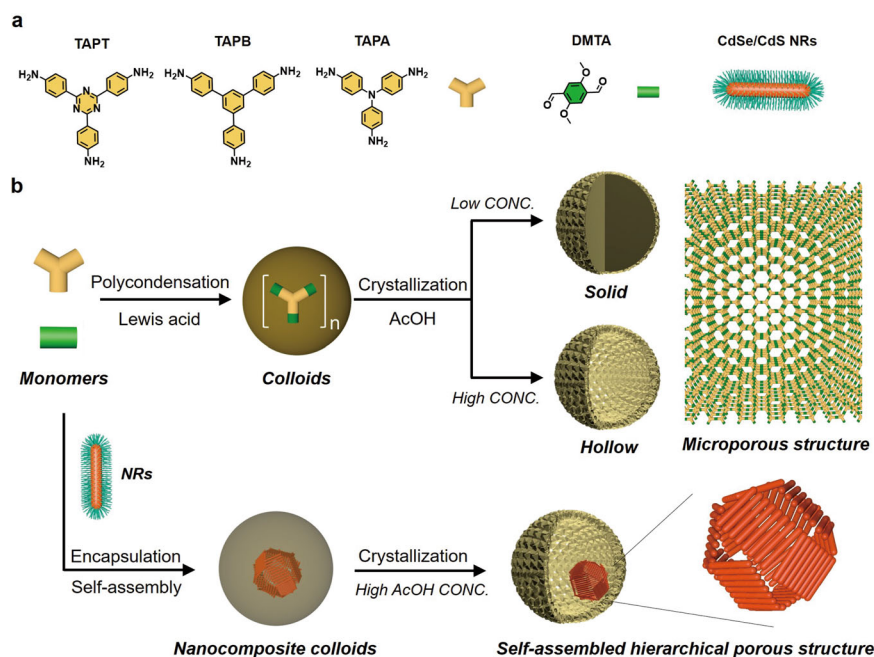 a
TAPT
TAPB
TAPA
DMTA
CdSe/CdS NRs
H₂N
NH₂
N
N
N
NH₂
H₂N
NH₂
NH₂
H₂N
NH₂
N
NH₂
O
O
O
O
b
Low CONC.
Polycondensation
Lewis acid
[ ]n
Crystallization
AcOH
Solid
Monomers
Colloids
High CONC.
Hollow
Microporous structure
NRs
Encapsulation
Self-assembly
Crystallization
High AcOH CONC.
Nanocomposite colloids
Self-assembled hierarchical porous structure